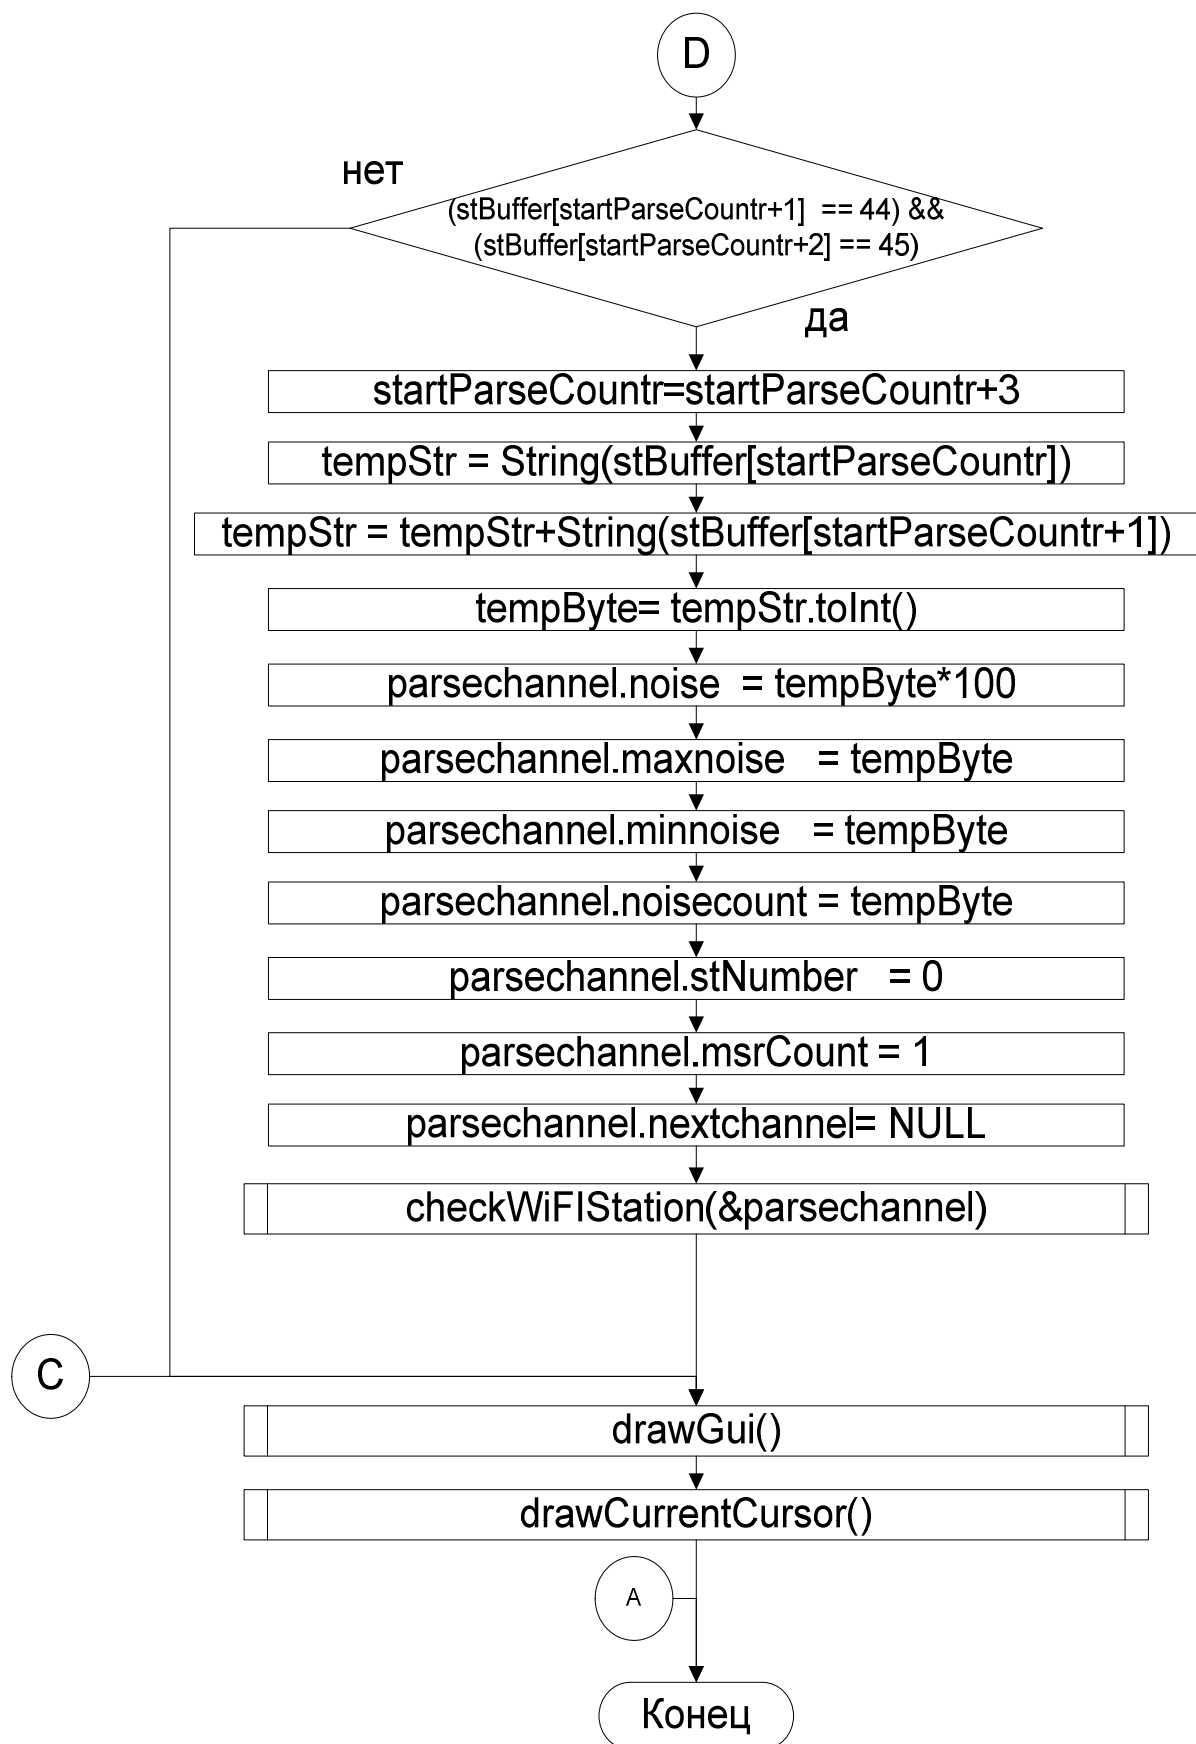 D
нет
(stBuffer[startParseCountr+1] == 44) &&
(stBuffer[startParseCountr+2] == 45)
да
startParseCountr=startParseCountr+3
tempStr = String(stBuffer[startParseCountr])
tempStr = tempStr+String(stBuffer[startParseCountr+1])
tempByte= tempStr.toInt()
parsechannel.noise = tempByte*100
parsechannel.maxnoise = tempByte
parsechannel.minnoise = tempByte
parsechannel.noisecount = tempByte
parsechannel.stNumber = 0
parsechannel.msrCount = 1
parsechannel.nextchannel= NULL
checkWiFIStation(&parsechannel)
C
drawGui()
drawCurrentCursor()
A
Конец